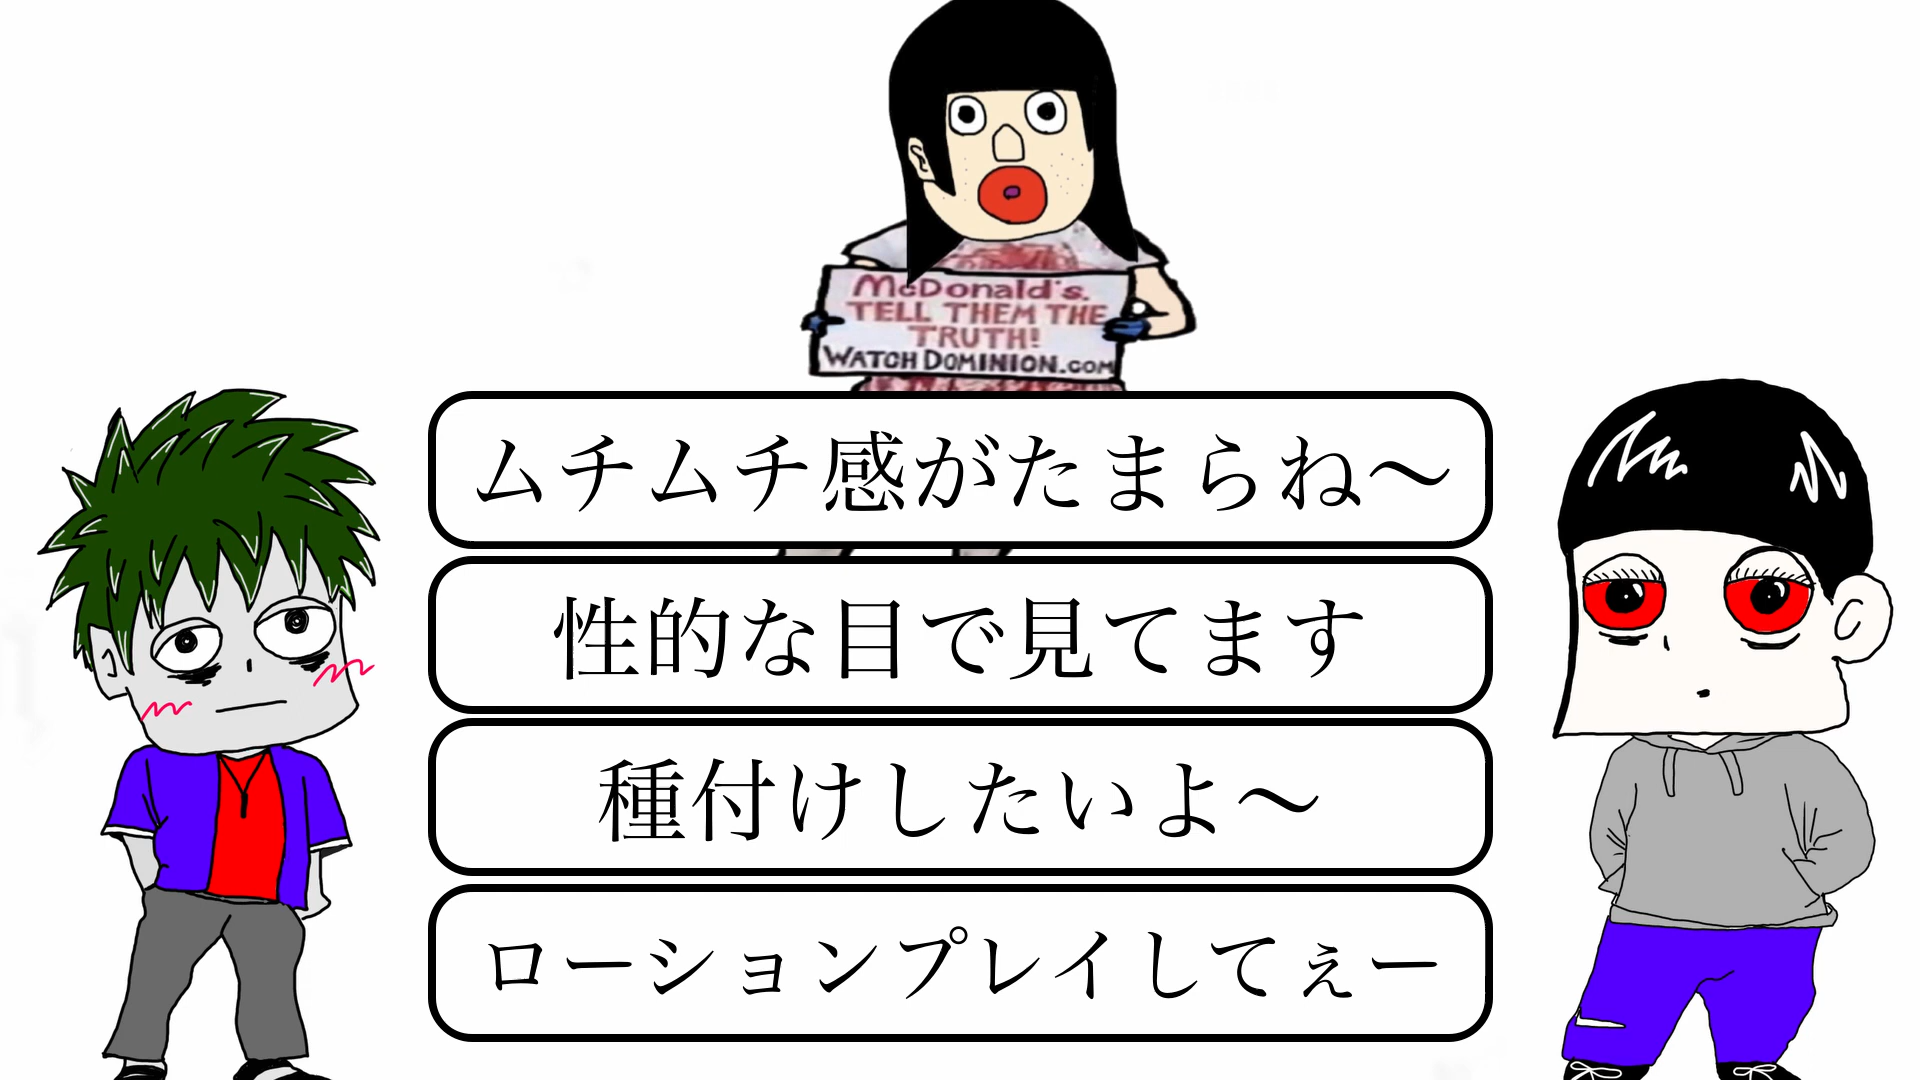 McDonald's.
TELL THEM THE
TRUTH!
WATCH DOMINION.COM
ムチムチ感がたまらね〜
性的な目で見てます
種付けしたいよ〜
ローションプレイしてぇー